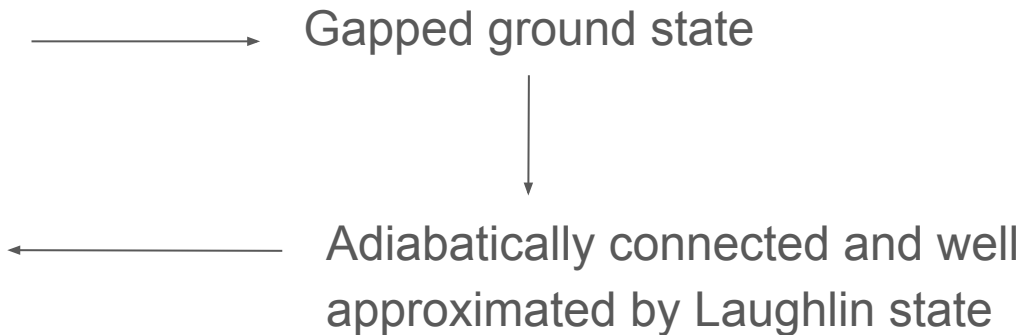 Gapped ground state
Adiabatically connected and well
approximated by Laughlin state